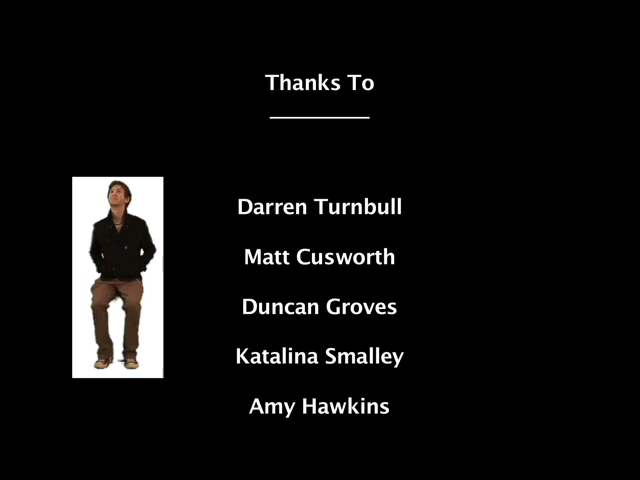 Thanks To
Darren Turnbull
Matt Cusworth
Duncan Groves
Katalina Smalley
Amy Hawkins